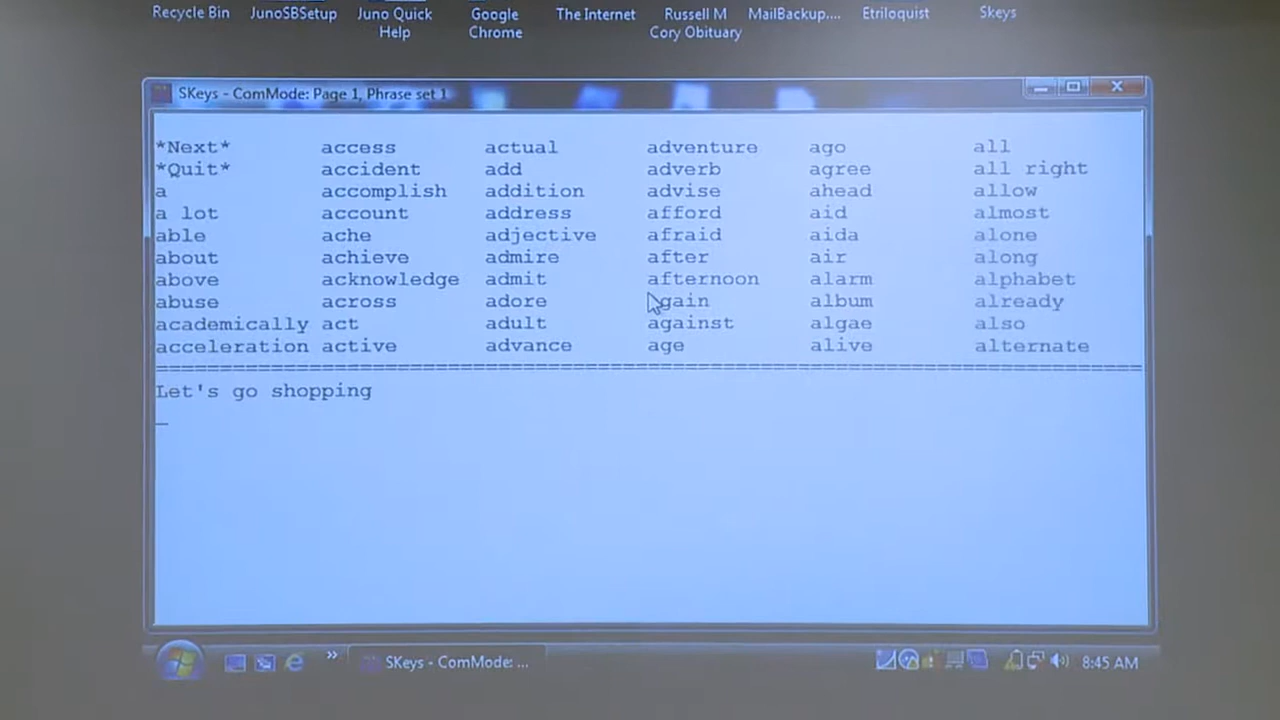 Recycle Bin JunoSBSetup Juno Quick Google The Internet Russell M MailBackup.... Etriloquist Skeys
Help Chrome Cory Obituary
SKeys - ComMode: Page 1, Phrase set 1
*Next* access actual adventure ago all
*Quit* accident add adverb agree all right
a accomplish addition advise ahead allow
a lot account address afford aid almost
able ache adjective afraid aida alone
about achieve admire after air along
above acknowledge admit afternoon alarm alphabet
abuse across adore again album already
academically act adult against algae also
acceleration active advance age alive alternate
================================================================================
Let's go shopping
_
SKeys - ComMode: ... 8:45 AM